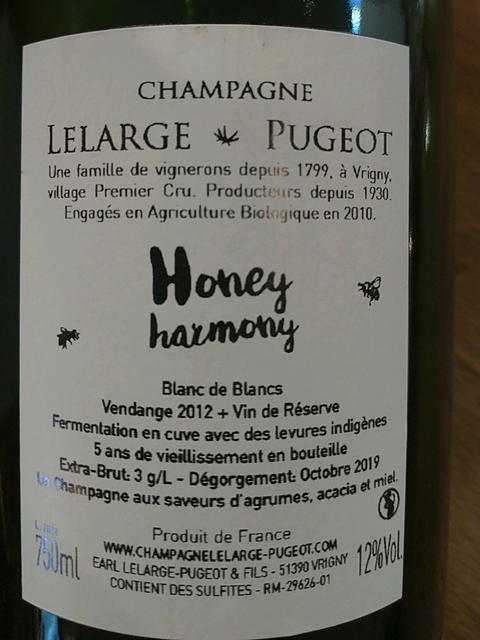 CHAMPAGNE
LELARGE PUGEOT
Une famille de vignerons depuis 1799, à Vrigny,
village Premier Cru. Producteurs depuis 1930.
Engagés en Agriculture Biologique en 2010.
Honey
harmony
Blanc de Blancs
Vendange 2012 + Vin de Réserve
Fermentation en cuve avec des levures indigènes
5 ans de vieillissement en bouteille
Extra-Brut: 3 g/L - Dégorgement: Octobre 2019
Un Champagne aux saveurs d'agrumes, acacia et miel.
Produit de France
750ml
WWW.CHAMPAGNELELARGE-PUGEOT.COM
EARL LELARGE-PUGEOT & FILS - 51390 VRIGNY
12%Vol.
CONTIENT DES SULFITES - RM-29626-01